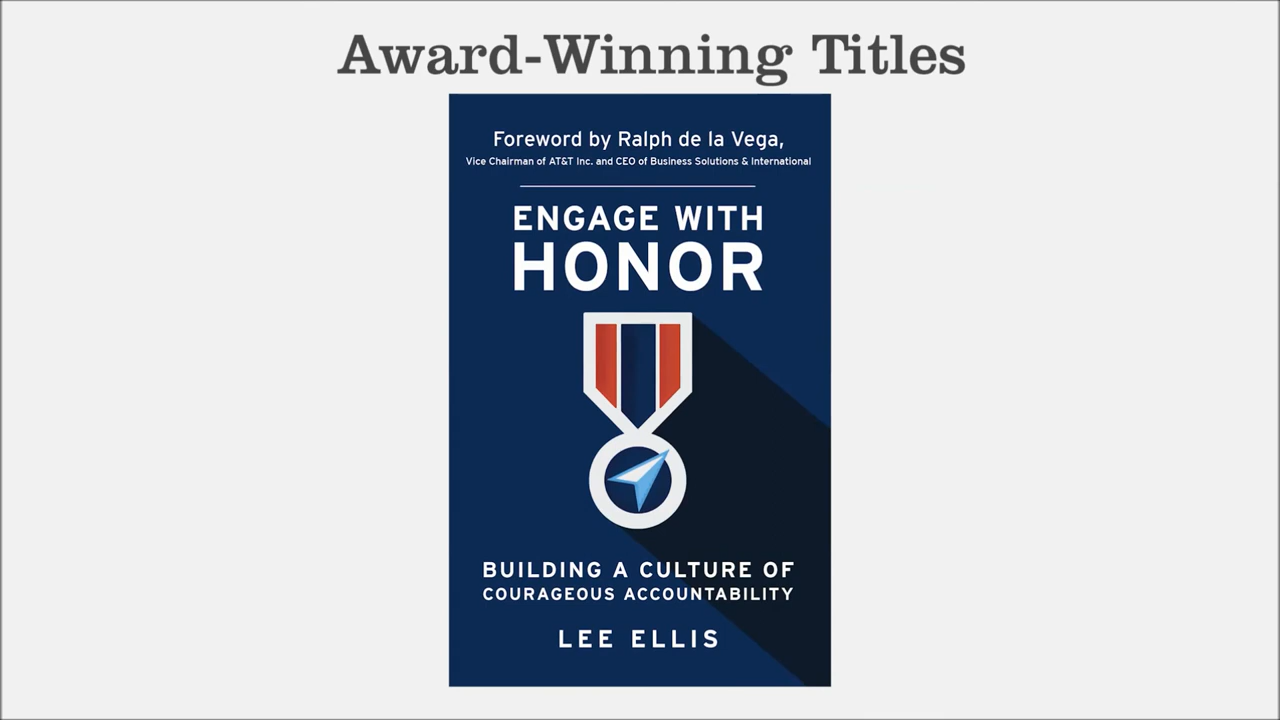 Award-Winning Titles
Foreword by Ralph de la Vega,
Vice Chairman of AT&T Inc. and CEO of Business Solutions & International
ENGAGE WITH
HONOR
BUILDING A CULTURE OF
COURAGEOUS ACCOUNTABILITY
LEE ELLIS